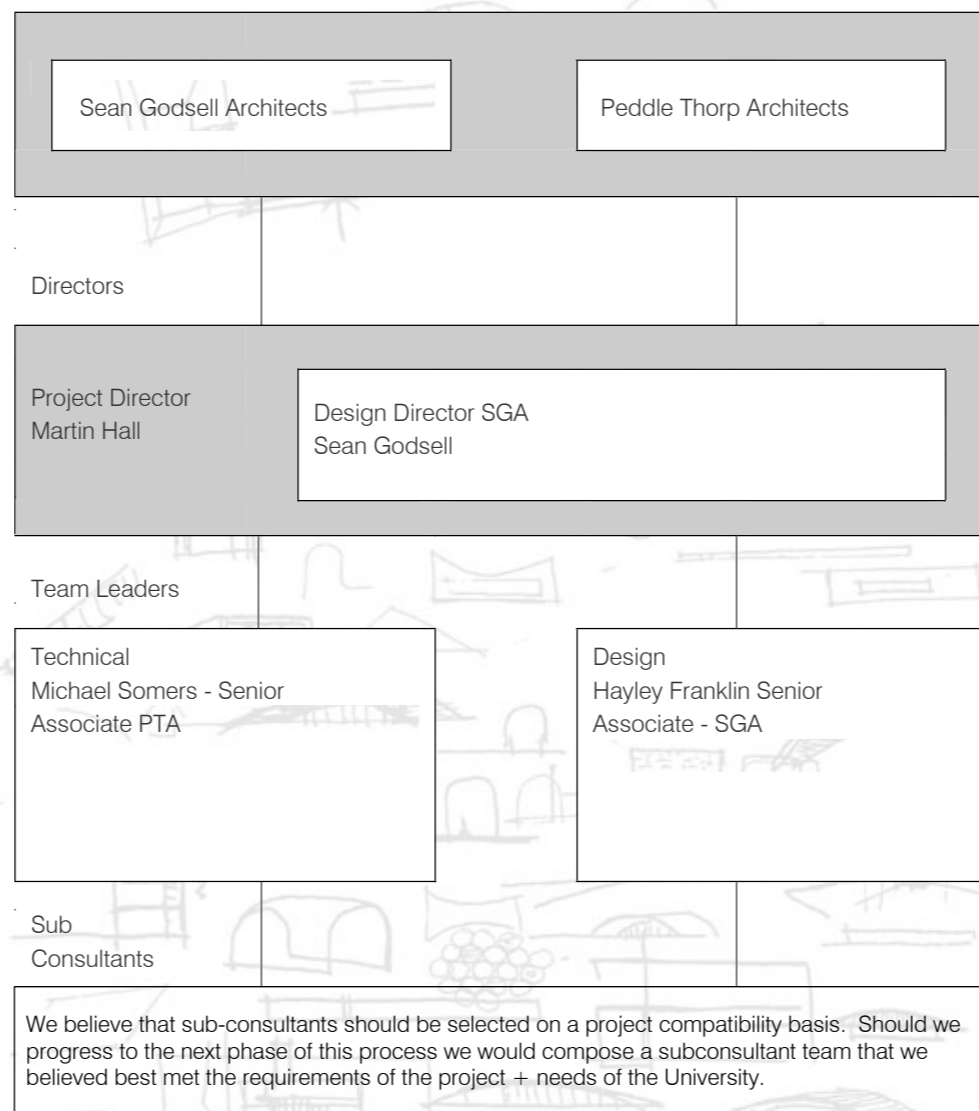 Sean Godsell Architects
Peddle Thorp Architects
Directors
Project Director
Martin Hall
Design Director SGA
Sean Godsell
Team Leaders
Technical
Michael Somers - Senior
Associate PTA
Design
Hayley Franklin Senior
Associate - SGA
Sub
Consultants
We believe that sub-consultants should be selected on a project compatibility basis.  Should we
progress to the next phase of this process we would compose a subconsultant team that we
believed best met the requirements of the project + needs of the University.